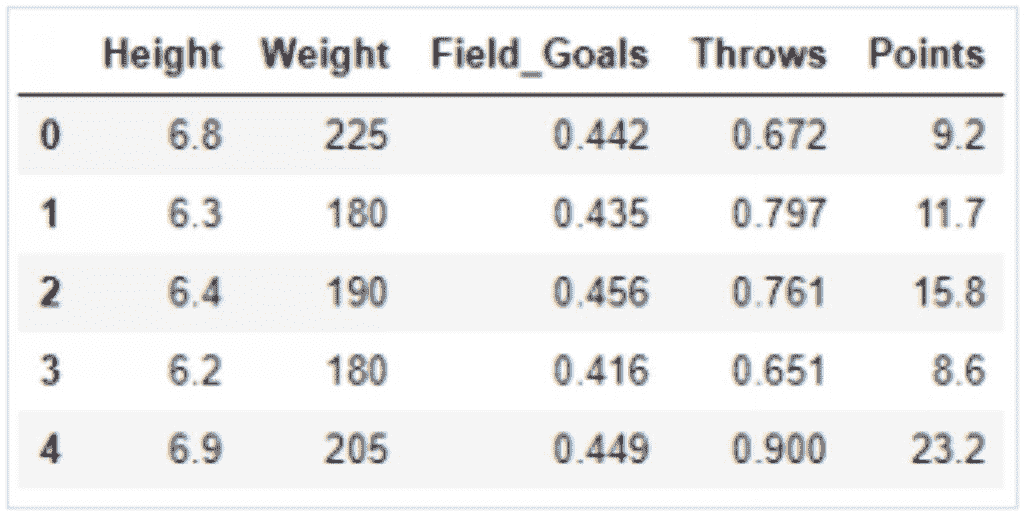 Height Weight Field_Goals Throws Points
0 6.8 225 0.442 0.672 9.2
1 6.3 180 0.435 0.797 11.7
2 6.4 190 0.456 0.761 15.8
3 6.2 180 0.416 0.651 8.6
4 6.9 205 0.449 0.900 23.2